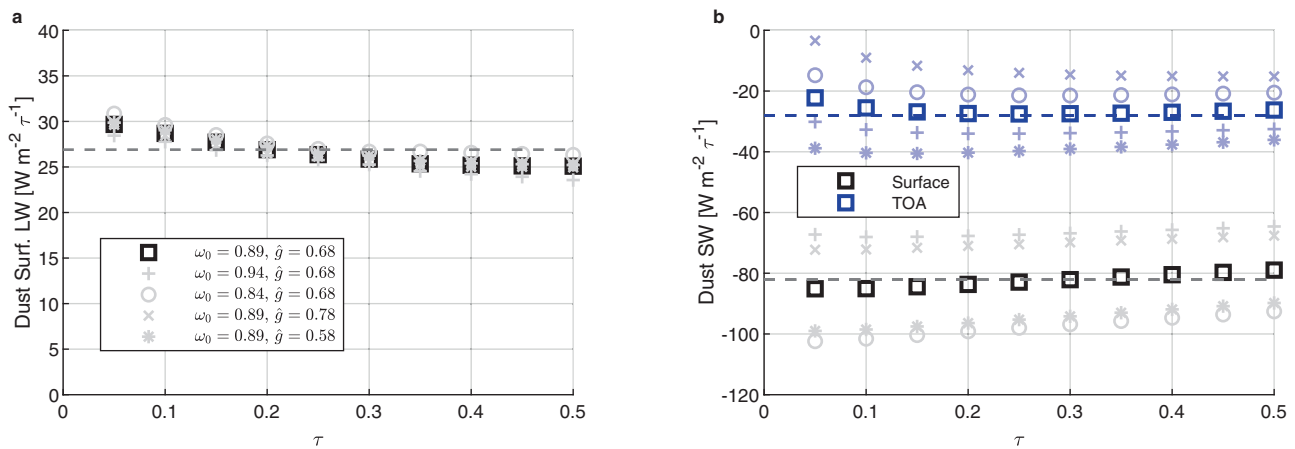 a
Dust Surf. LW [W m⁻² τ⁻¹]
40
35
30
25
20
15
10
5
0
ω₀ = 0.89, ĝ = 0.68
ω₀ = 0.94, ĝ = 0.68
ω₀ = 0.84, ĝ = 0.68
ω₀ = 0.89, ĝ = 0.78
ω₀ = 0.89, ĝ = 0.58
0 0.1 0.2 0.3 0.4 0.5
τ
b
Dust SW [W m⁻² τ⁻¹]
0
-20
-40
-60
-80
-100
-120
Surface
TOA
0 0.1 0.2 0.3 0.4 0.5
τ